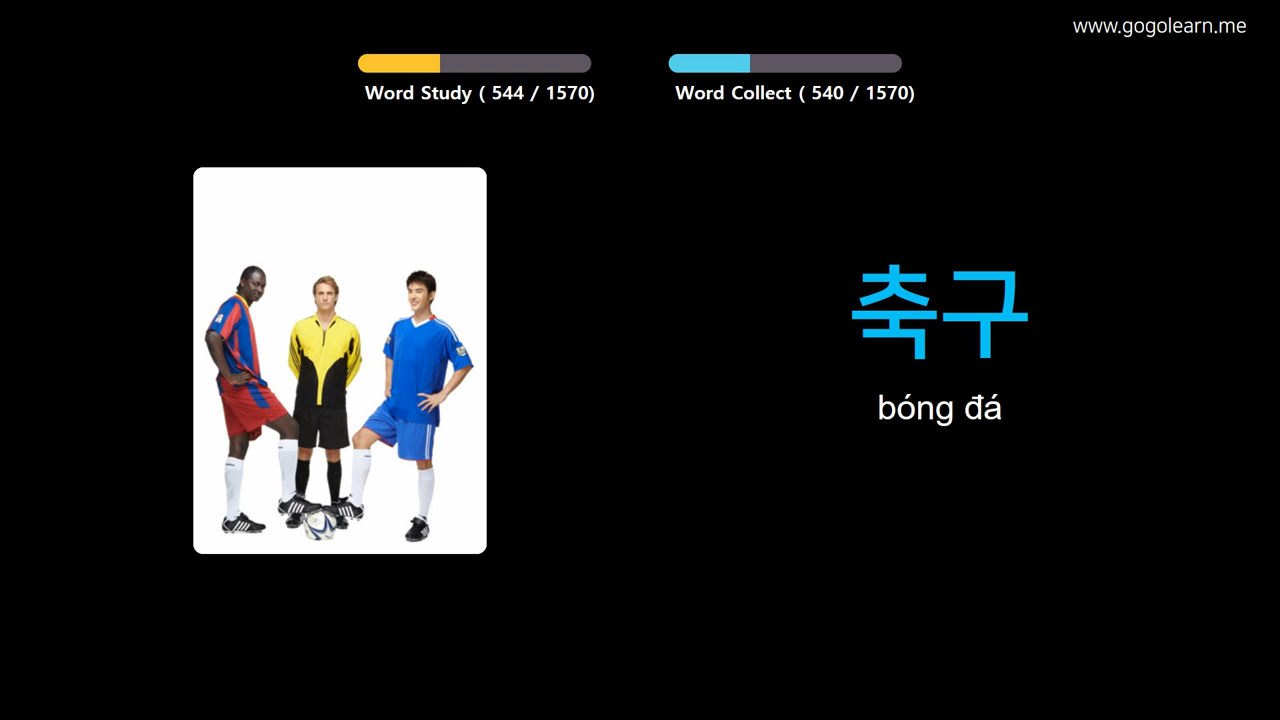 www.gogolearn.me
Word Study ( 544 / 1570)
Word Collect ( 540 / 1570)
축구
bóng đá